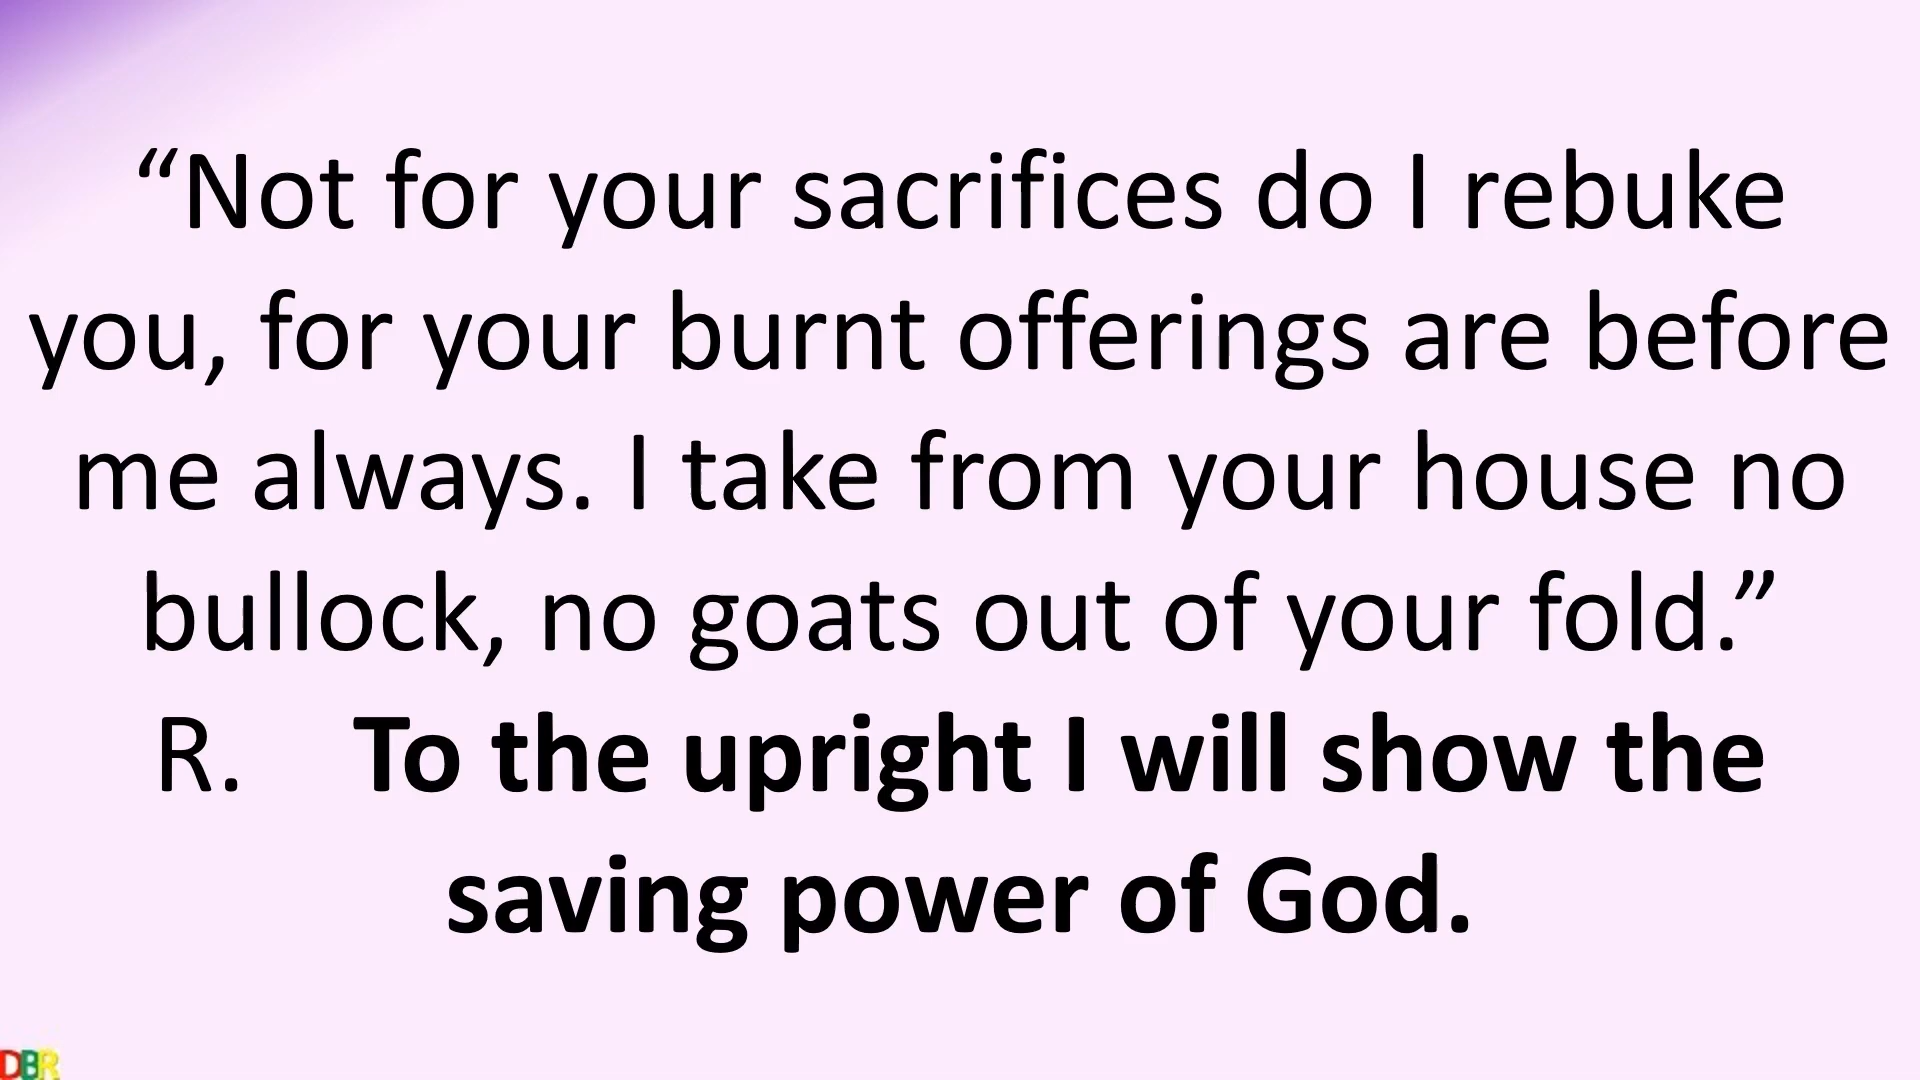 “Not for your sacrifices do I rebuke
you, for your burnt offerings are before
me always. I take from your house no
bullock, no goats out of your fold.”
R. To the upright I will show the
saving power of God.
DBR